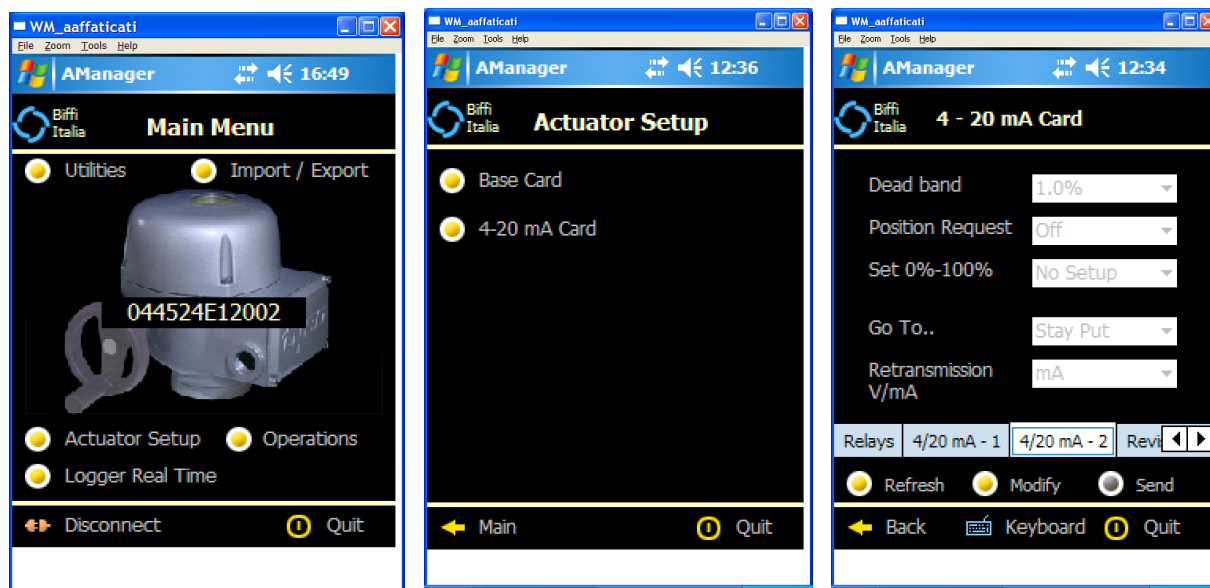 WM_aaffaticati
File Zoom Tools Help
AManager 16:49
Biffi
Italia
Main Menu
Utilities Import / Export
044524E12002
Actuator Setup Operations
Logger Real Time
Disconnect Quit
WM_aaffaticati
File Zoom Tools Help
AManager 12:36
Biffi
Italia
Actuator Setup
Base Card
4-20 mA Card
Main Quit
WM_aaffaticati
File Zoom Tools Help
AManager 12:34
Biffi
Italia
4 - 20 mA Card
Dead band 1.0%
Position Request Off
Set 0%-100% No Setup
Go To.. Stay Put
Retransmission mA
V/mA
Relays 4/20 mA - 1 4/20 mA - 2 Revi
Refresh Modify Send
Back Keyboard Quit